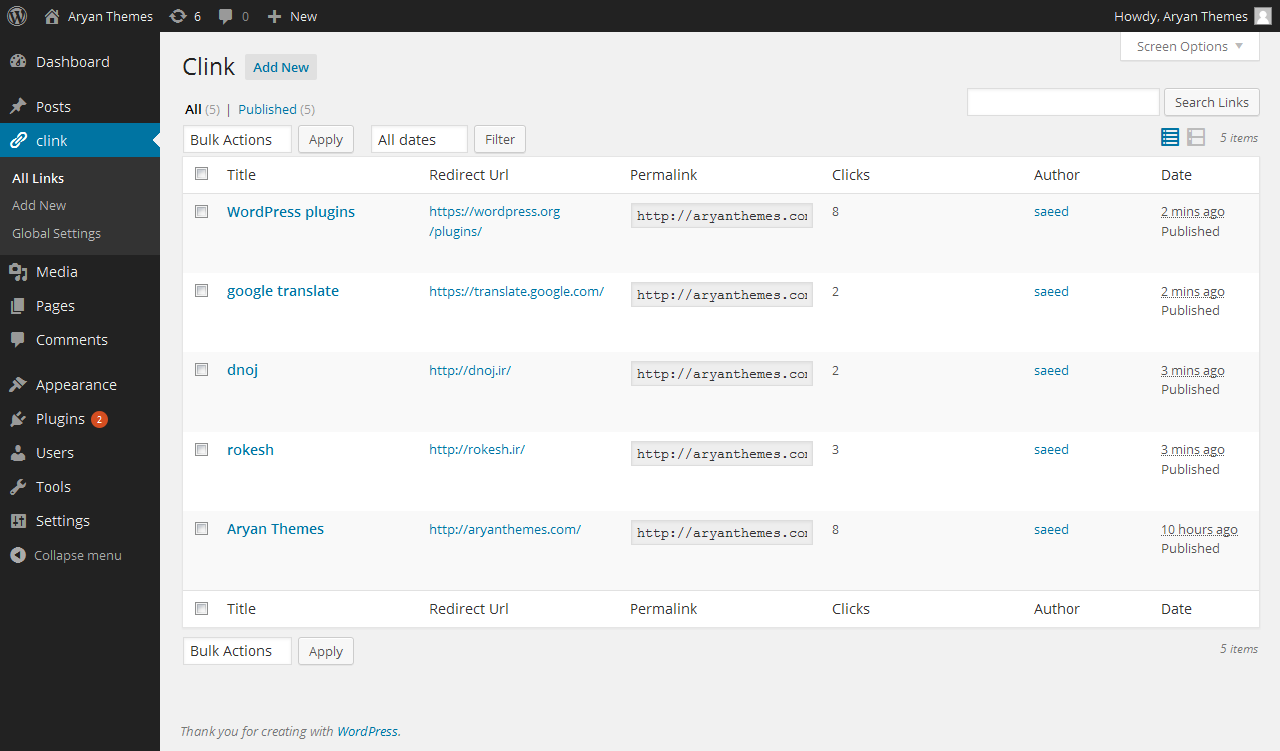 Aryan Themes 6 0 New Howdy, Aryan Themes
Screen Options
Dashboard
Posts
clink
All Links
Add New
Global Settings
Media
Pages
Comments
Appearance
Plugins 2
Users
Tools
Settings
Collapse menu
Clink Add New
All (5) | Published (5)
Search Links
Bulk Actions Apply All dates Filter 5 items
Title Redirect Url Permalink Clicks Author Date
WordPress plugins https://wordpress.org http://aryanthemes.co 8 saeed 2 mins ago
/plugins/ Published
google translate https://translate.google.com/ http://aryanthemes.co 2 saeed 2 mins ago
Published
dnoj http://dnoj.ir/ http://aryanthemes.co 2 saeed 3 mins ago
Published
rokesh http://rokesh.ir/ http://aryanthemes.co 3 saeed 3 mins ago
Published
Aryan Themes http://aryanthemes.com/ http://aryanthemes.co 8 saeed 10 hours ago
Published
Title Redirect Url Permalink Clicks Author Date
Bulk Actions Apply 5 items
Thank you for creating with WordPress.